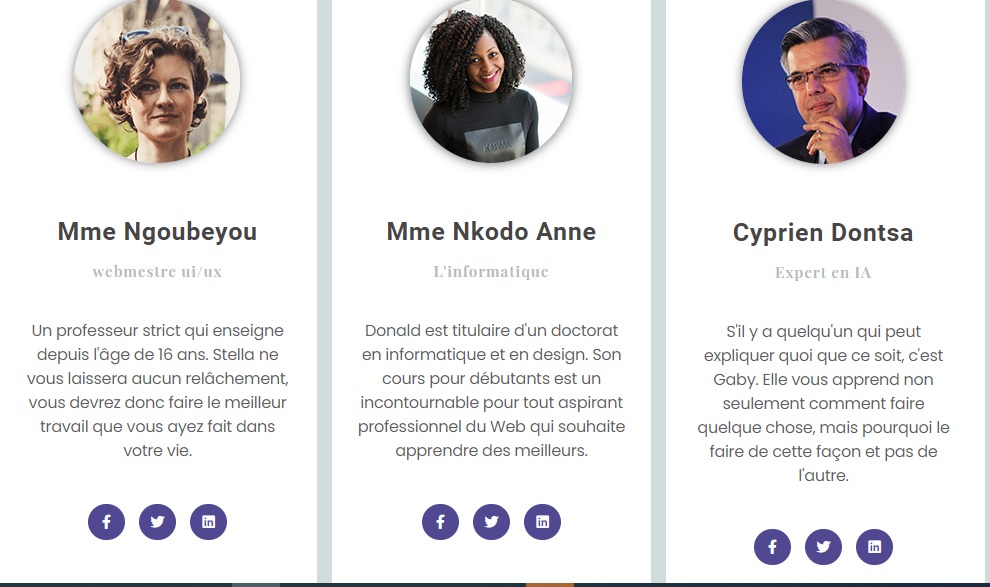 Mme Ngoubeyou
webmestre ui/ux
Un professeur strict qui enseigne
depuis l'âge de 16 ans. Stella ne
vous laissera aucun relâchement,
vous devrez donc faire le meilleur
travail que vous ayez fait dans
votre vie.
Mme Nkodo Anne
L'informatique
Donald est titulaire d'un doctorat
en informatique et en design. Son
cours pour débutants est un
incontournable pour tout aspirant
professionnel du Web qui souhaite
apprendre des meilleurs.
Cyprien Dontsa
Expert en IA
S'il y a quelqu'un qui peut
expliquer quoi que ce soit, c'est
Gaby. Elle vous apprend non
seulement comment faire
quelque chose, mais pourquoi le
faire de cette façon et pas de
l'autre.